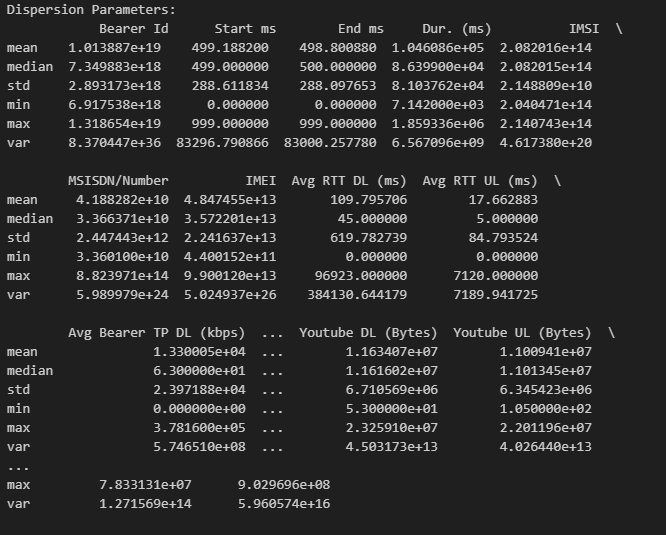 Dispersion Parameters:
Bearer Id Start ms End ms Dur. (ms) IMSI \
mean 1.013887e+19 499.188200 498.800880 1.046086e+05 2.082016e+14
median 7.349883e+18 499.000000 500.000000 8.639900e+04 2.082015e+14
std 2.893173e+18 288.611834 288.097653 8.103762e+04 2.148809e+10
min 6.917538e+18 0.000000 0.000000 7.142000e+03 2.040471e+14
max 1.318654e+19 999.000000 999.000000 1.859336e+06 2.140743e+14
var 8.370447e+36 83296.790866 83000.257780 6.567096e+09 4.617380e+20
MSISDN/Number IMEI Avg RTT DL (ms) Avg RTT UL (ms) \
mean 4.188282e+10 4.847455e+13 109.795706 17.662883
median 3.366371e+10 3.572201e+13 45.000000 5.000000
std 2.447443e+12 2.241637e+13 619.782739 84.793524
min 3.360100e+10 4.400152e+11 0.000000 0.000000
max 8.823971e+14 9.900120e+13 96923.000000 7120.000000
var 5.989979e+24 5.024937e+26 384130.644179 7189.941725
Avg Bearer TP DL (kbps) ... Youtube DL (Bytes) Youtube UL (Bytes) \
mean 1.330005e+04 ... 1.163407e+07 1.100941e+07
median 6.300000e+01 ... 1.161602e+07 1.101345e+07
std 2.397188e+04 ... 6.710569e+06 6.345423e+06
min 0.000000e+00 ... 5.300000e+01 1.050000e+02
max 3.781600e+05 ... 2.325910e+07 2.201196e+07
var 5.746510e+08 ... 4.503173e+13 4.026440e+13
...
max 7.833131e+07 9.029696e+08
var 1.271569e+14 5.960574e+16